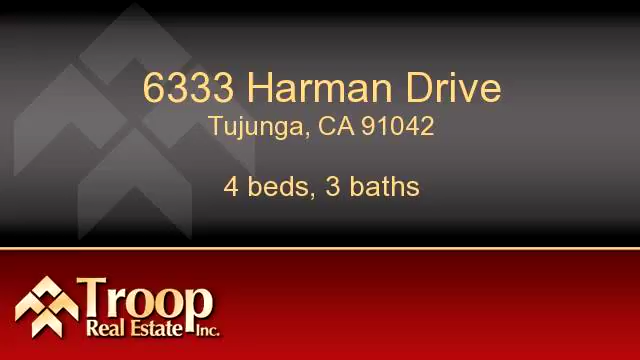 6333 Harman Drive
Tujunga, CA 91042
4 beds, 3 baths
Troop
Real Estate Inc.